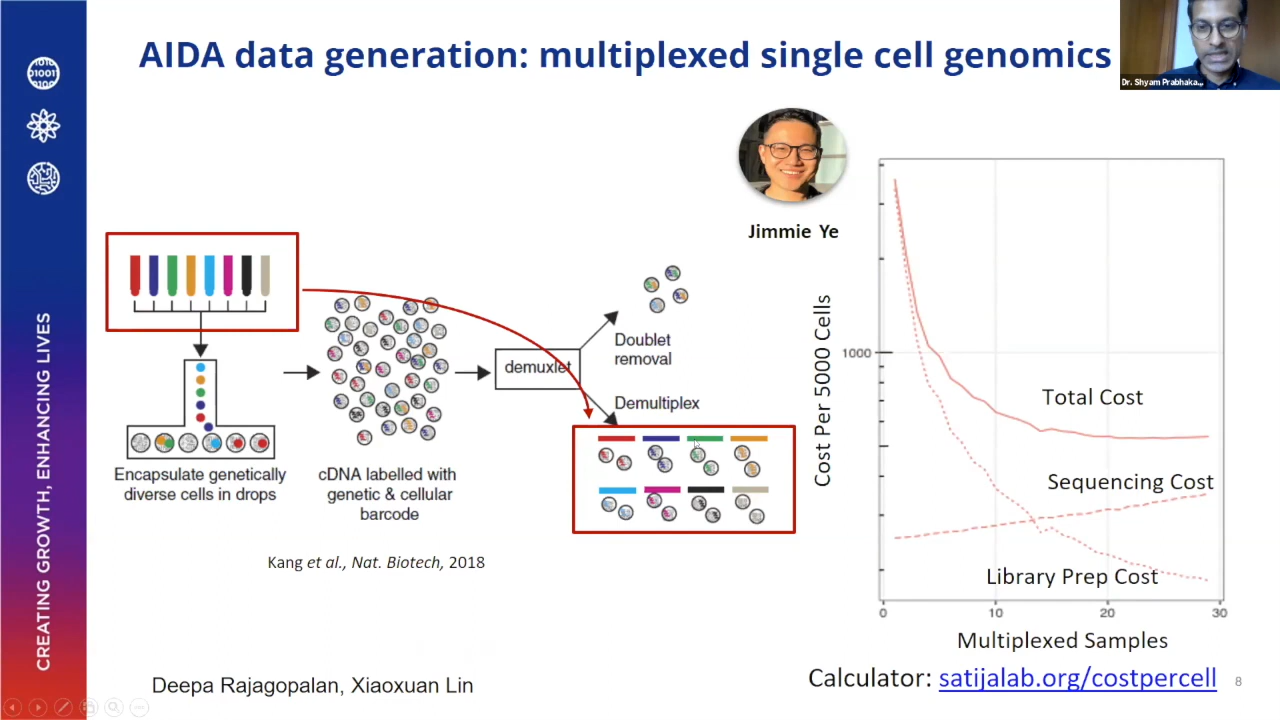 AIDA data generation: multiplexed single cell genomics
Dr. Shyam Prabhaka...
CREATING GROWTH, ENHANCING LIVES
Jimmie Ye
Encapsulate genetically
diverse cells in drops
cDNA labelled with
genetic & cellular
barcode
demuxlet
Doublet
removal
Demultiplex
Kang et al., Nat. Biotech, 2018
Cost Per 5000 Cells
1000
Total Cost
Sequencing Cost
Library Prep Cost
0 10 20 30
Multiplexed Samples
Calculator: satijalab.org/costpercell
Deepa Rajagopalan, Xiaoxuan Lin
8